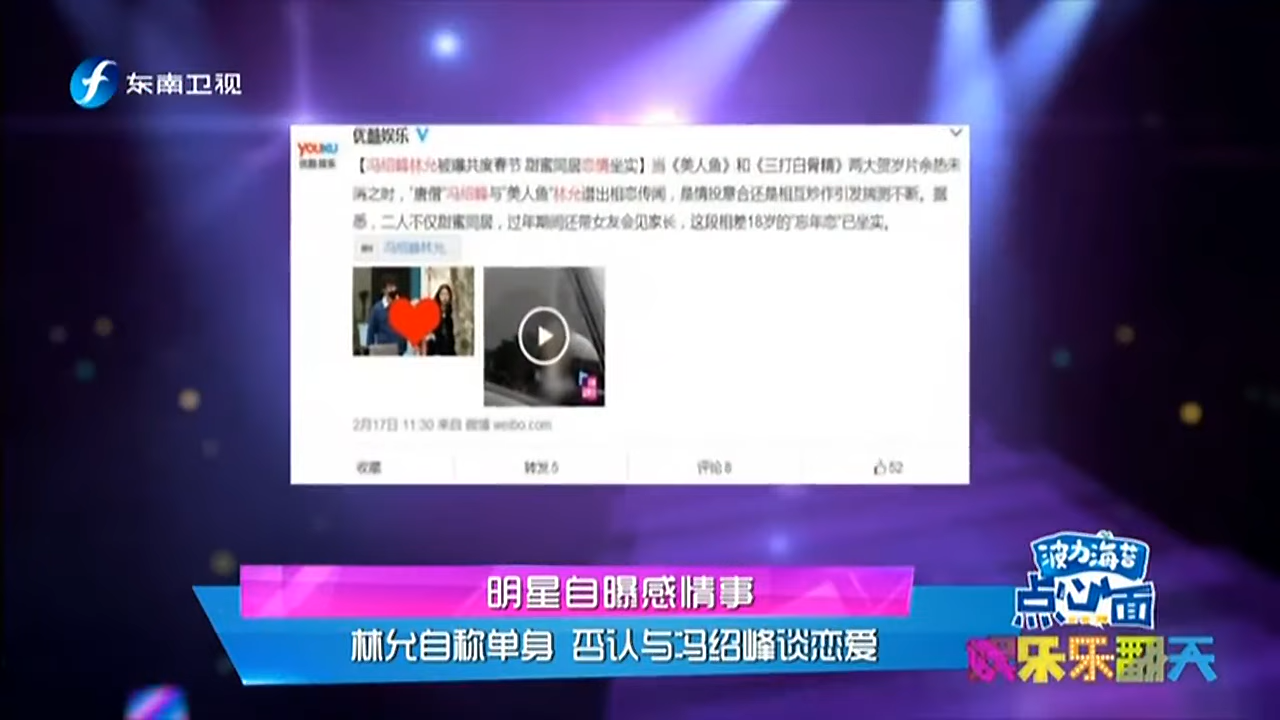 东南卫视
YOUKU
优酷娱乐
优酷娱乐
【冯绍峰林允被曝共度春节 甜蜜同居恋情坐实】当《美人鱼》和《三打白骨精》两大贺岁片余热未
消之时，“唐僧”冯绍峰与“美人鱼”林允谱出相恋传闻，是情投意合还是相互炒作引发揣测不断。据
悉，二人不仅甜蜜同居，过年期间还带女友会见家长，这段相差18岁的“忘年恋”已坐实。
冯绍峰林允
2月17日 11:30 来自 微博 weibo.com
收藏
转发 5
评论 8
52
波力海苔
点心面
明星自曝感情事
林允自称单身 否认与冯绍峰谈恋爱
娱乐乐翻天